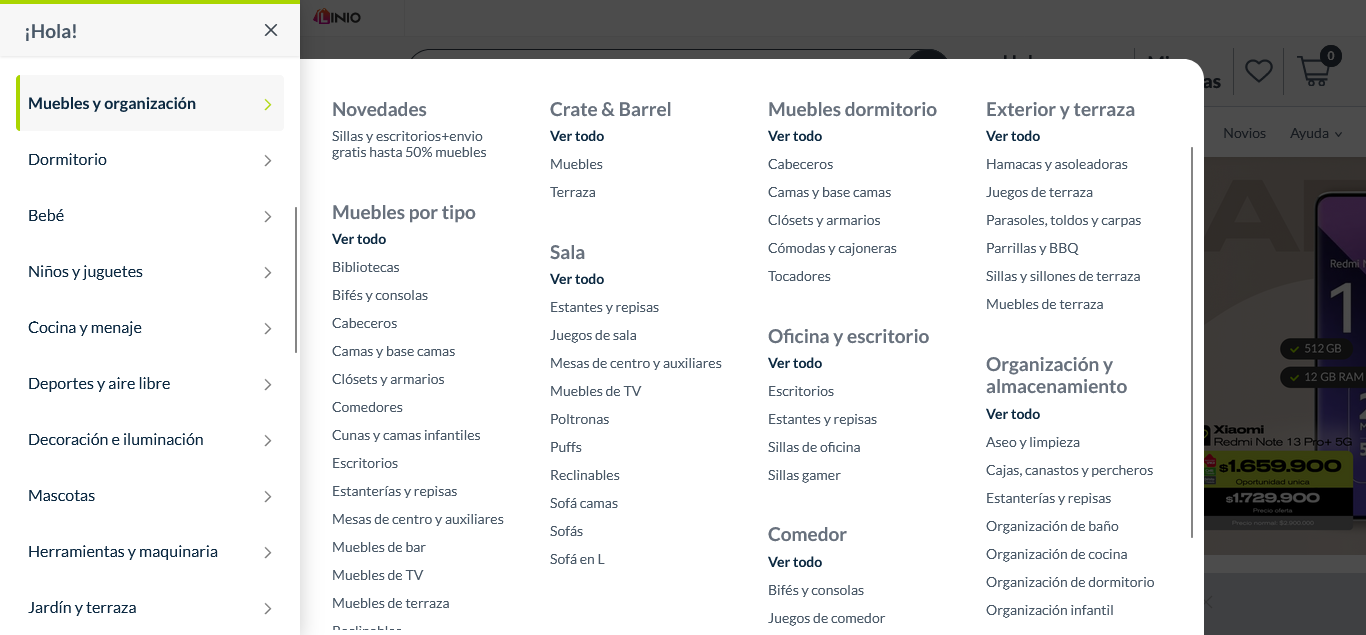 ¡Hola!
Muebles y organización
Dormitorio
Bebé
Niños y juguetes
Cocina y menaje
Deportes y aire libre
Decoración e iluminación
Mascotas
Herramientas y maquinaria
Jardín y terraza
LINIO
0
Novios
Ayuda
Novedades
Sillas y escritorios+envio
gratis hasta 50% muebles
Muebles por tipo
Ver todo
Bibliotecas
Bifés y consolas
Cabeceros
Camas y base camas
Clósets y armarios
Comedores
Cunas y camas infantiles
Escritorios
Estanterías y repisas
Mesas de centro y auxiliares
Muebles de bar
Muebles de TV
Muebles de terraza
Crate & Barrel
Ver todo
Muebles
Terraza
Sala
Ver todo
Estantes y repisas
Juegos de sala
Mesas de centro y auxiliares
Muebles de TV
Poltronas
Puffs
Reclinables
Sofá camas
Sofás
Sofá en L
Muebles dormitorio
Ver todo
Cabeceros
Camas y base camas
Clósets y armarios
Cómodas y cajoneras
Tocadores
Oficina y escritorio
Ver todo
Escritorios
Estantes y repisas
Sillas de oficina
Sillas gamer
Comedor
Ver todo
Bifés y consolas
Juegos de comedor
Exterior y terraza
Ver todo
Hamacas y asoleadoras
Juegos de terraza
Parasoles, toldos y carpas
Parrillas y BBQ
Sillas y sillones de terraza
Muebles de terraza
Organización y
almacenamiento
Ver todo
Aseo y limpieza
Cajas, canastos y percheros
Estanterías y repisas
Organización de baño
Organización de cocina
Organización de dormitorio
Organización infantil
Redmi
512 GB
12 GB RAM
Xiaomi
Redmi Note 13 Pro+ 5G
$1.659.900
Oportunidad unica
$1.729.900
Precio oferta